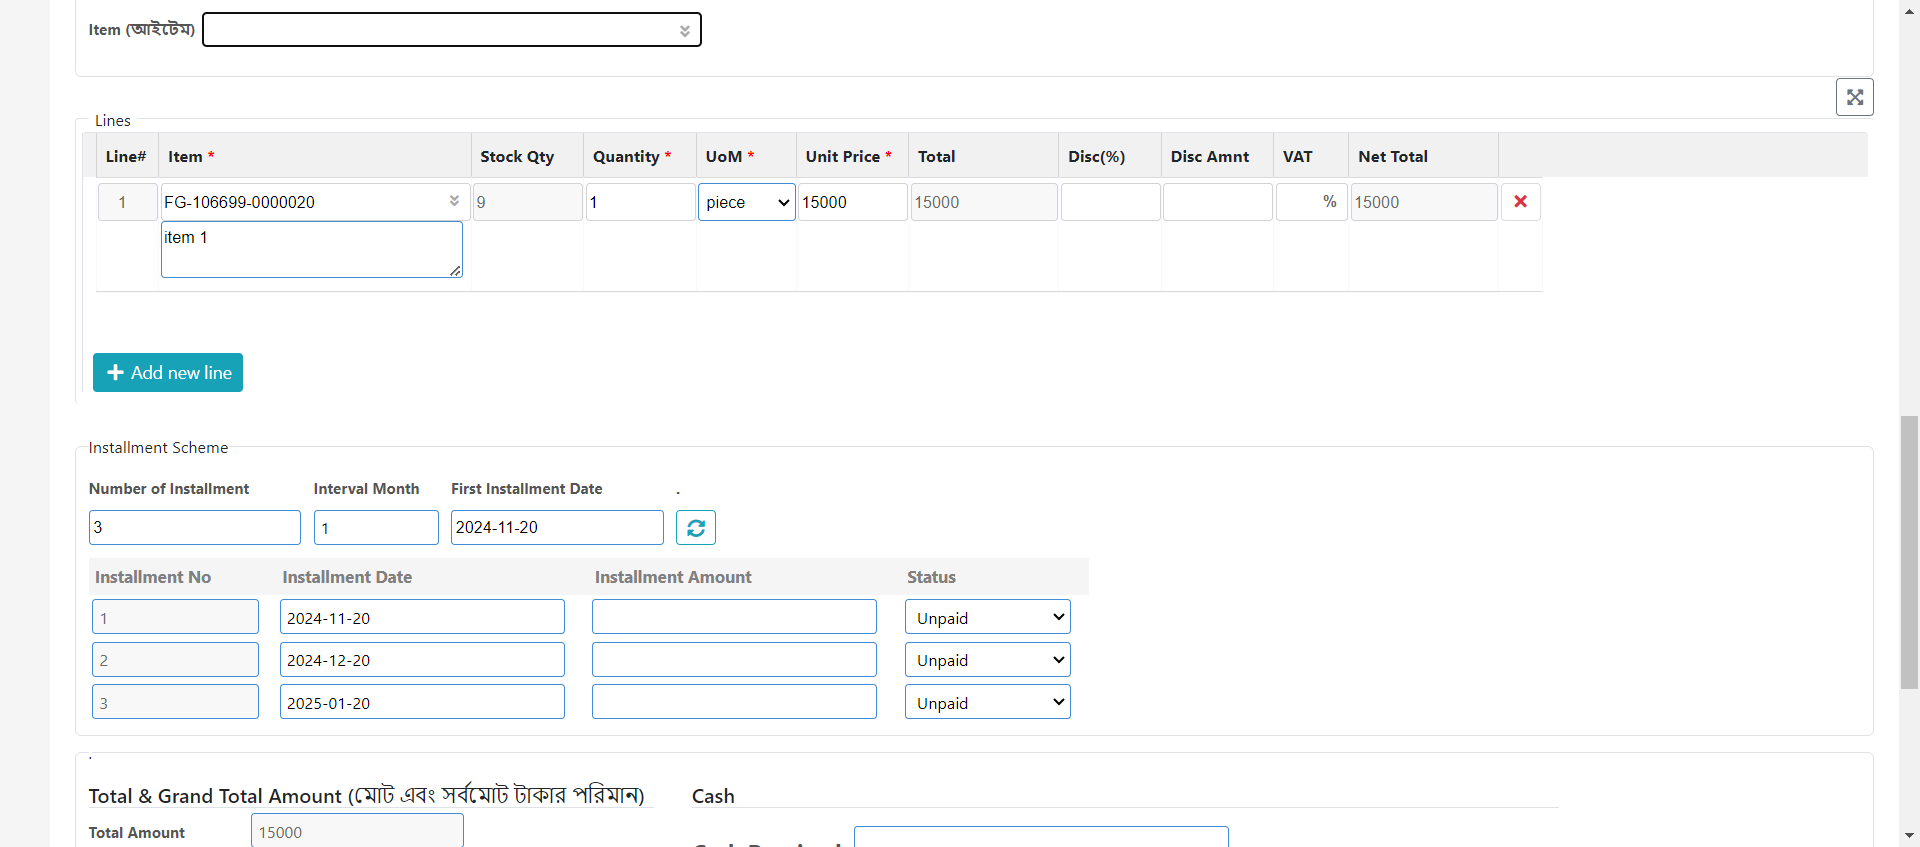 Item (আইটেম)
Lines
Line# Item * Stock Qty Quantity * UoM * Unit Price * Total Disc(%) Disc Amnt VAT Net Total
1 FG-106699-0000020 9 1 piece 15000 15000 % 15000
item 1
Add new line
Installment Scheme
Number of Installment Interval Month First Installment Date .
3 1 2024-11-20
Installment No Installment Date Installment Amount Status
1 2024-11-20 Unpaid
2 2024-12-20 Unpaid
3 2025-01-20 Unpaid
.
Total & Grand Total Amount (মোট এবং সর্বমোট টাকার পরিমান) Cash
Total Amount 15000